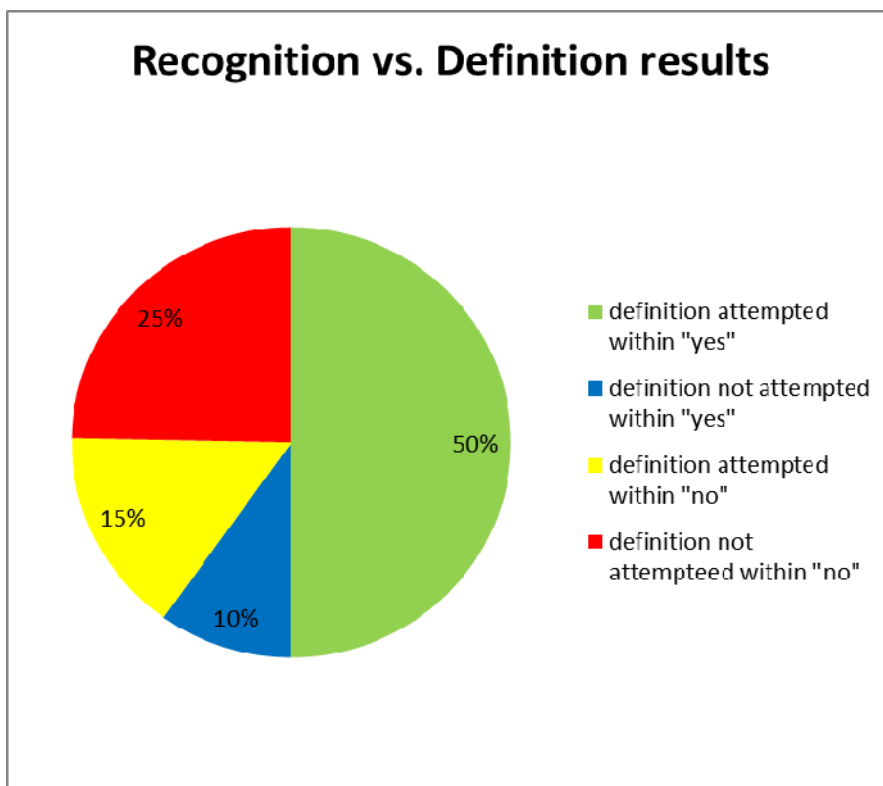 Recognition vs. Definition results
25%
50%
15%
10%
definition attempted
within "yes"
definition not attempted
within "yes"
definition attempted
within "no"
definition not
attempteed within "no"